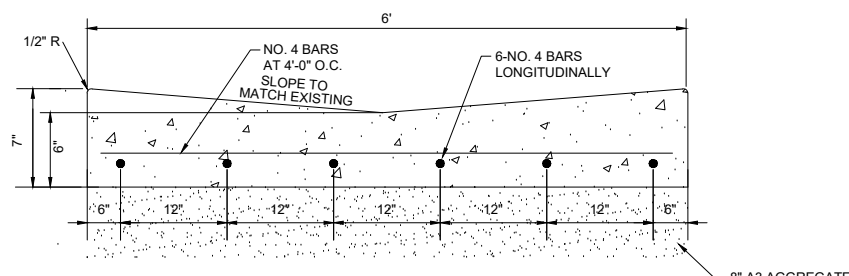 6'
1/2" R
NO. 4 BARS
AT 4'-0" O.C.
SLOPE TO
MATCH EXISTING
6-NO. 4 BARS
LONGITUDINALLY
7"
6"
6"
12"
12"
12"
12"
12"
6"
8" A3 AGGREGATE